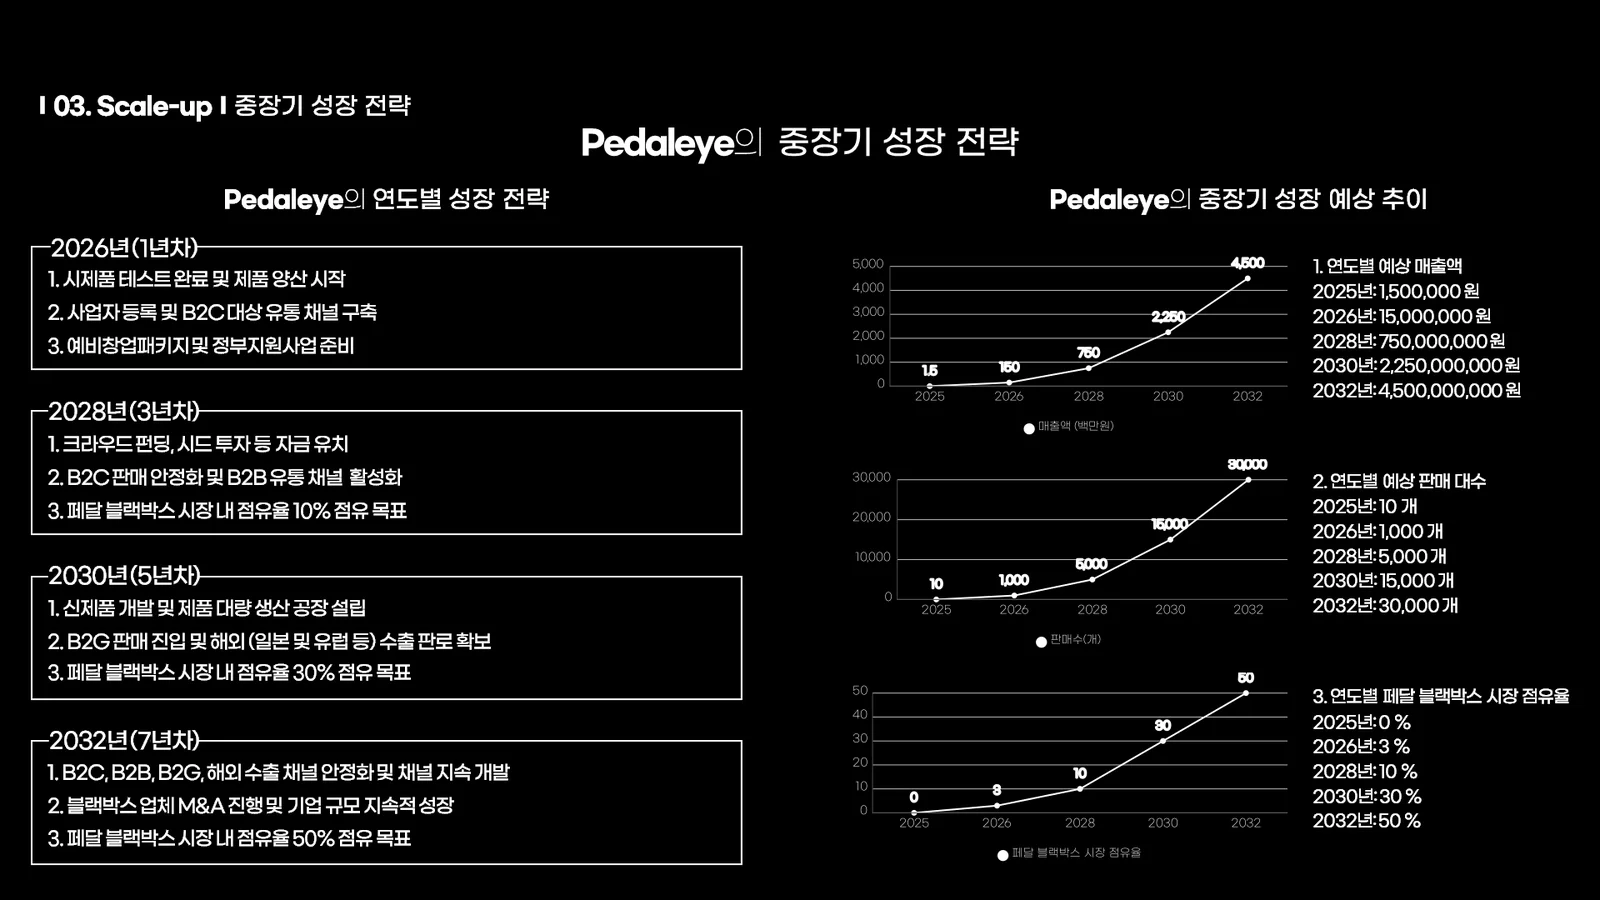 I 03. Scale-up I 중장기 성장 전략
Pedaleye의 중장기 성장 전략
Pedaleye의 연도별 성장 전략
2026년(1년차)
1. 시제품 테스트 완료 및 제품 양산 시작
2. 사업자 등록 및 B2C 대상 유통 채널 구축
3. 예비창업패키지 및 정부지원사업 준비
2028년(3년차)
1. 크라우드 펀딩, 시드 투자 등 자금 유치
2. B2C 판매 안정화 및 B2B 유통 채널 활성화
3. 페달 블랙박스 시장 내 점유율 10% 점유 목표
2030년(5년차)
1. 신제품 개발 및 제품 대량 생산 공장 설립
2. B2G 판매 진입 및 해외 (일본 및 유럽 등) 수출 판로 확보
3. 페달 블랙박스 시장 내 점유율 30% 점유 목표
2032년(7년차)
1. B2C, B2B, B2G, 해외 수출 채널 안정화 및 채널 지속 개발
2. 블랙박스 업체 M&A 진행 및 기업 규모 지속적 성장
3. 페달 블랙박스 시장 내 점유율 50% 점유 목표
Pedaleye의 중장기 성장 예상 추이
5,000
4,000
3,000
2,000
1,000
0
1.5
150
750
2,250
4,500
2025 2026 2028 2030 2032
매출액 (백만원)
1. 연도별 예상 매출액
2025년: 1,500,000 원
2026년: 15,000,000 원
2028년: 750,000,000 원
2030년: 2,250,000,000 원
2032년: 4,500,000,000 원
30,000
20,000
10,000
0
10
1,000
5,000
15,000
30,000
2025 2026 2028 2030 2032
판매수(개)
2. 연도별 예상 판매 대수
2025년: 10 개
2026년: 1,000 개
2028년: 5,000 개
2030년: 15,000 개
2032년: 30,000 개
50
40
30
20
10
0
0
3
10
30
50
2025 2026 2028 2030 2032
페달 블랙박스 시장 점유율
3. 연도별 페달 블랙박스 시장 점유율
2025년: 0 %
2026년: 3 %
2028년: 10 %
2030년: 30 %
2032년: 50 %